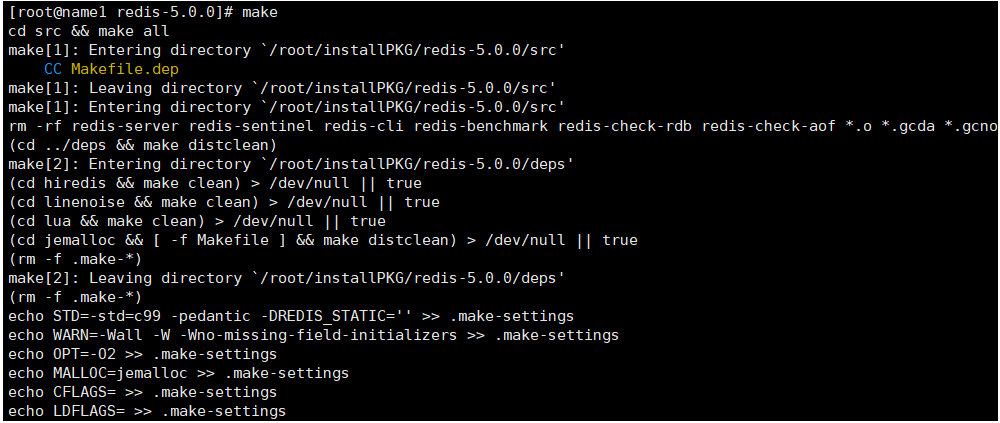 [root@name1 redis-5.0.0]# make
cd src && make all
make[1]: Entering directory `/root/installPKG/redis-5.0.0/src'
    CC Makefile.dep
make[1]: Leaving directory `/root/installPKG/redis-5.0.0/src'
make[1]: Entering directory `/root/installPKG/redis-5.0.0/src'
rm -rf redis-server redis-sentinel redis-cli redis-benchmark redis-check-rdb redis-check-aof *.o *.gcda *.gcno
(cd ../deps && make distclean)
make[2]: Entering directory `/root/installPKG/redis-5.0.0/deps'
(cd hiredis && make clean) > /dev/null || true
(cd linenoise && make clean) > /dev/null || true
(cd lua && make clean) > /dev/null || true
(cd jemalloc && [ -f Makefile ] && make distclean) > /dev/null || true
(rm -f .make-*)
make[2]: Leaving directory `/root/installPKG/redis-5.0.0/deps'
(rm -f .make-*)
echo STD=-std=c99 -pedantic -DREDIS_STATIC='' >> .make-settings
echo WARN=-Wall -W -Wno-missing-field-initializers >> .make-settings
echo OPT=-O2 >> .make-settings
echo MALLOC=jemalloc >> .make-settings
echo CFLAGS= >> .make-settings
echo LDFLAGS= >> .make-settings